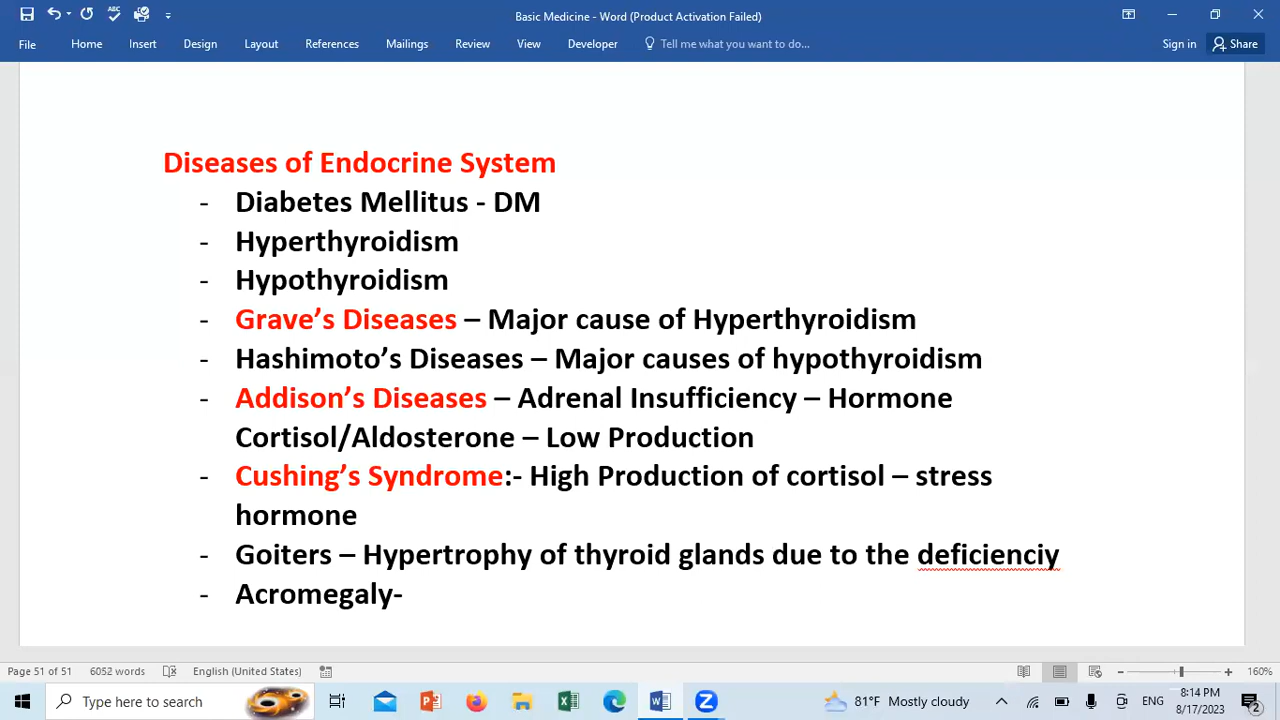 Basic Medicine - Word (Product Activation Failed)
File Home Insert Design Layout References Mailings Review View Developer Tell me what you want to do... Sign in Share
Diseases of Endocrine System
- Diabetes Mellitus - DM
- Hyperthyroidism
- Hypothyroidism
- Grave’s Diseases – Major cause of Hyperthyroidism
- Hashimoto’s Diseases – Major causes of hypothyroidism
- Addison’s Diseases – Adrenal Insufficiency – Hormone
Cortisol/Aldosterone – Low Production
- Cushing’s Syndrome:- High Production of cortisol – stress
hormone
- Goiters – Hypertrophy of thyroid glands due to the deficienciy
- Acromegaly-
Page 51 of 51 6052 words English (United States) 160%
Type here to search 81°F Mostly cloudy ENG 8:14 PM
8/17/2023 2